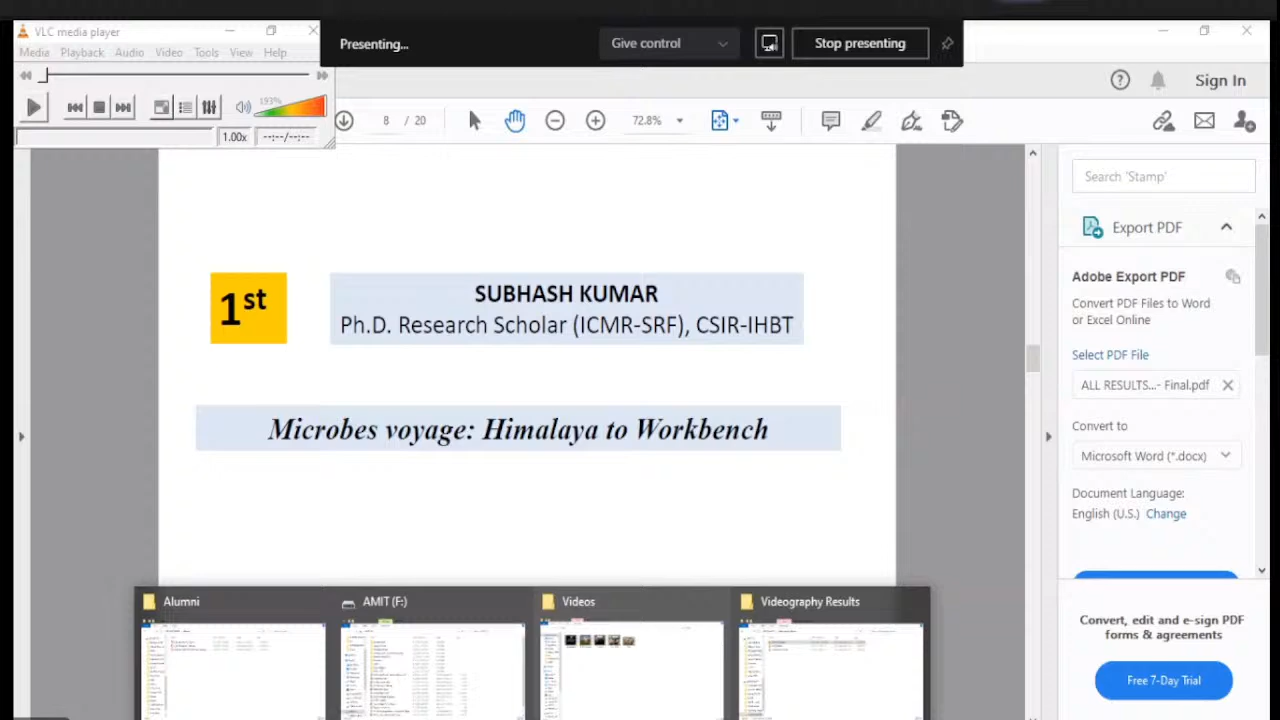 VLC media player
Media Playback Audio Video Tools View Help
193%
1.00x --:--/--:--
Presenting...
Give control
Stop presenting
Sign In
8 / 20
72.8%
1st
SUBHASH KUMAR
Ph.D. Research Scholar (ICMR-SRF), CSIR-IHBT
Microbes voyage: Himalaya to Workbench
Search 'Stamp'
Export PDF
Adobe Export PDF
Convert PDF Files to Word
or Excel Online
Select PDF File
ALL RESULTS...- Final.pdf
Convert to
Microsoft Word (*.docx)
Document Language:
English (U.S.) Change
Convert, edit and e-sign PDF
forms & agreements
Free 7-Day Trial
Alumni
AMIT (F:)
Videos
Videography Results